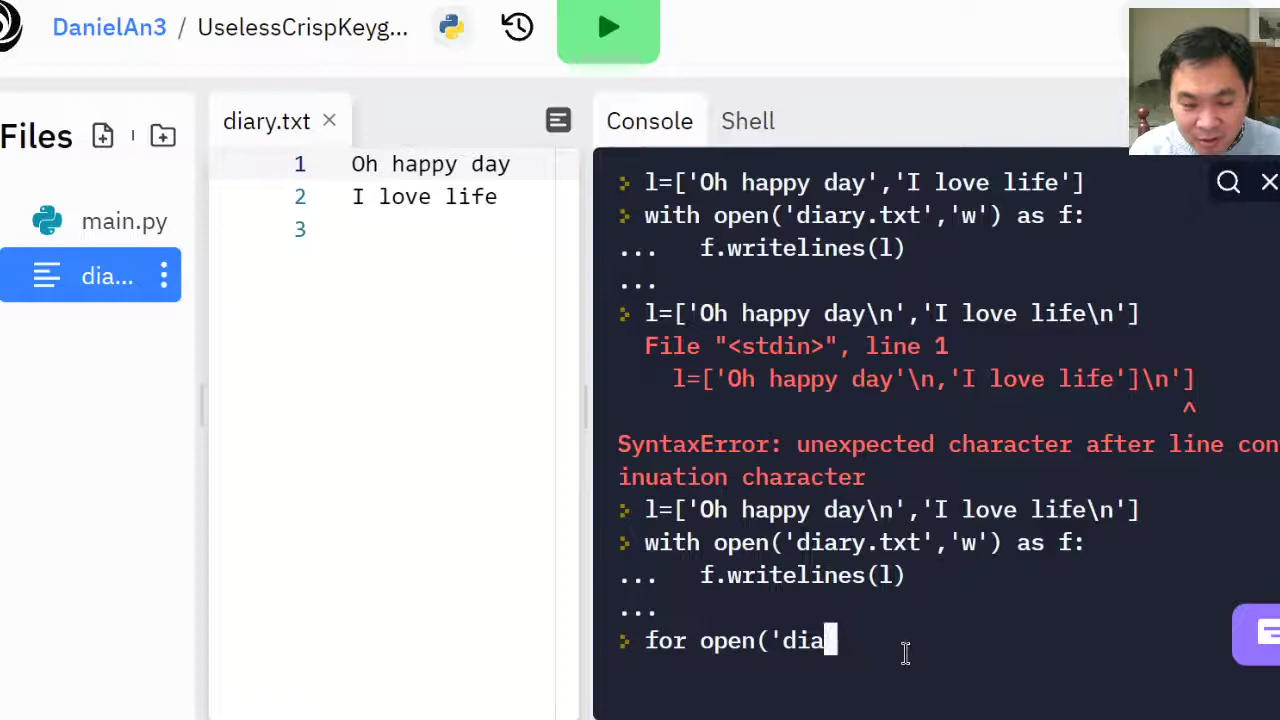 DanielAn3 / UselessCrispKeyg...
Files
main.py
dia...
diary.txt ×
1 Oh happy day
2 I love life
3
Console Shell
l=['Oh happy day','I love life']
with open('diary.txt','w') as f:
... f.writelines(l)
...
l=['Oh happy day\n','I love life\n']
File "<stdin>", line 1
l=['Oh happy day'\n,'I love life']\n']
^
SyntaxError: unexpected character after line con
inuation character
l=['Oh happy day\n','I love life\n']
with open('diary.txt','w') as f:
... f.writelines(l)
...
for open('dia